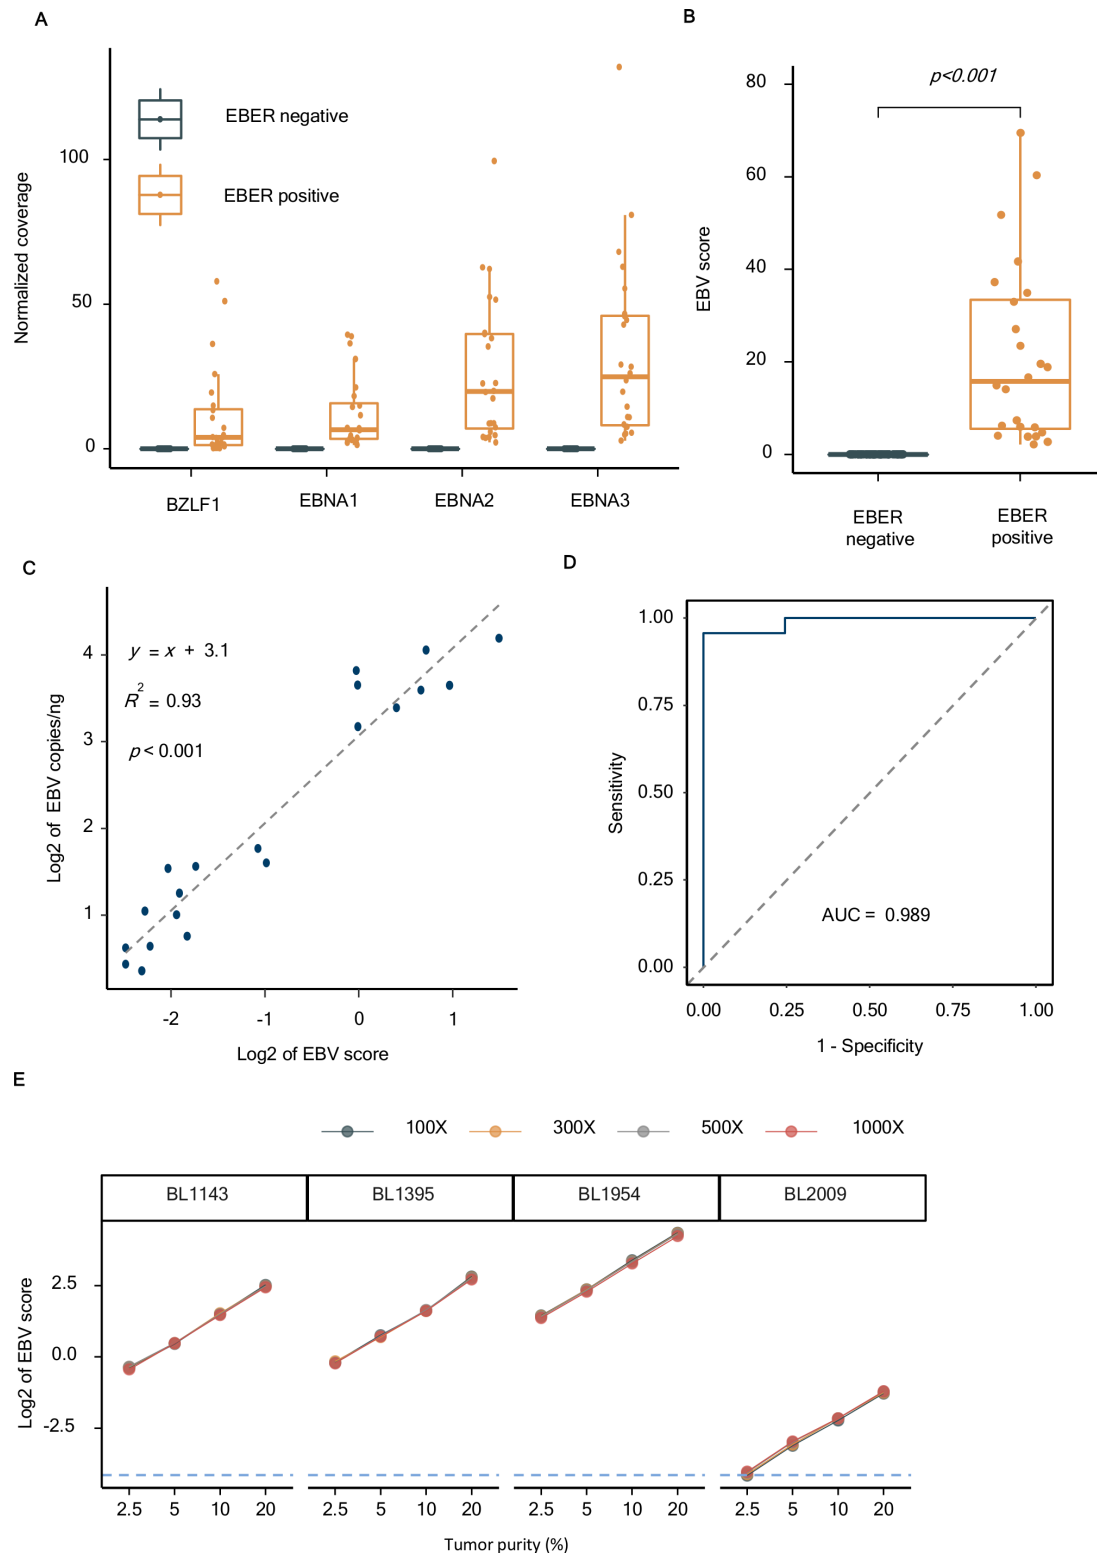 A
Normalized coverage
100
50
0
EBER negative
EBER positive
BZLF1
EBNA1
EBNA2
EBNA3
B
p<0.001
EBV score
80
60
40
20
0
EBER
negative
EBER
positive
C
Log2 of EBV copies/ng
4
3
2
1
y = x + 3.1
R2 = 0.93
p < 0.001
-2
-1
0
1
Log2 of EBV score
D
Sensitivity
1.00
0.75
0.50
0.25
0.00
AUC = 0.989
0.00
0.25
0.50
0.75
1.00
1 - Specificity
E
100X
300X
500X
1000X
BL1143
BL1395
BL1954
BL2009
Log2 of EBV score
2.5
0.0
-2.5
2.5 5 10 20
2.5 5 10 20
2.5 5 10 20
2.5 5 10 20
Tumor purity (%)